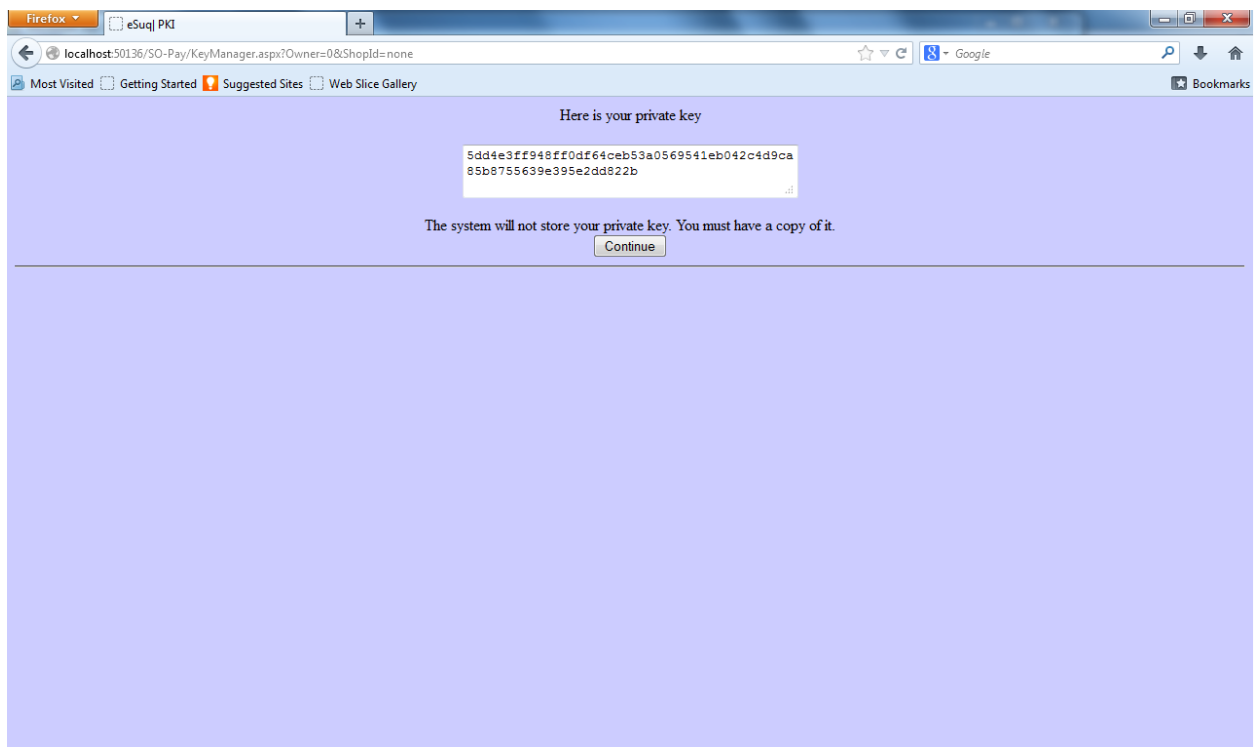 Firefox
eSuq| PKI
localhost:50136/SO-Pay/KeyManager.aspx?Owner=0&ShopId=none
Google
Most Visited Getting Started Suggested Sites Web Slice Gallery Bookmarks
Here is your private key
5dd4e3ff948ff0df64ceb53a0569541eb042c4d9ca
85b8755639e395e2dd822b
The system will not store your private key. You must have a copy of it.
Continue